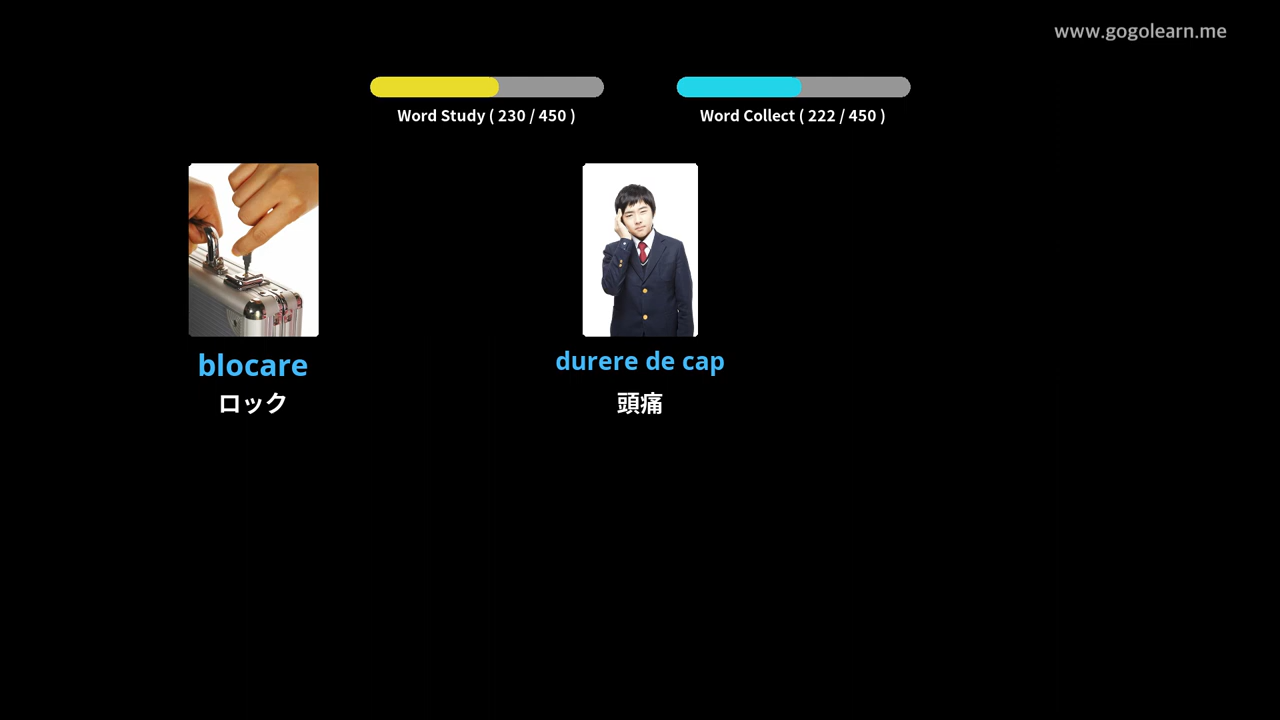 www.gogolearn.me
Word Study ( 230 / 450 )
Word Collect ( 222 / 450 )
blocare
durere de cap
ロック
頭痛